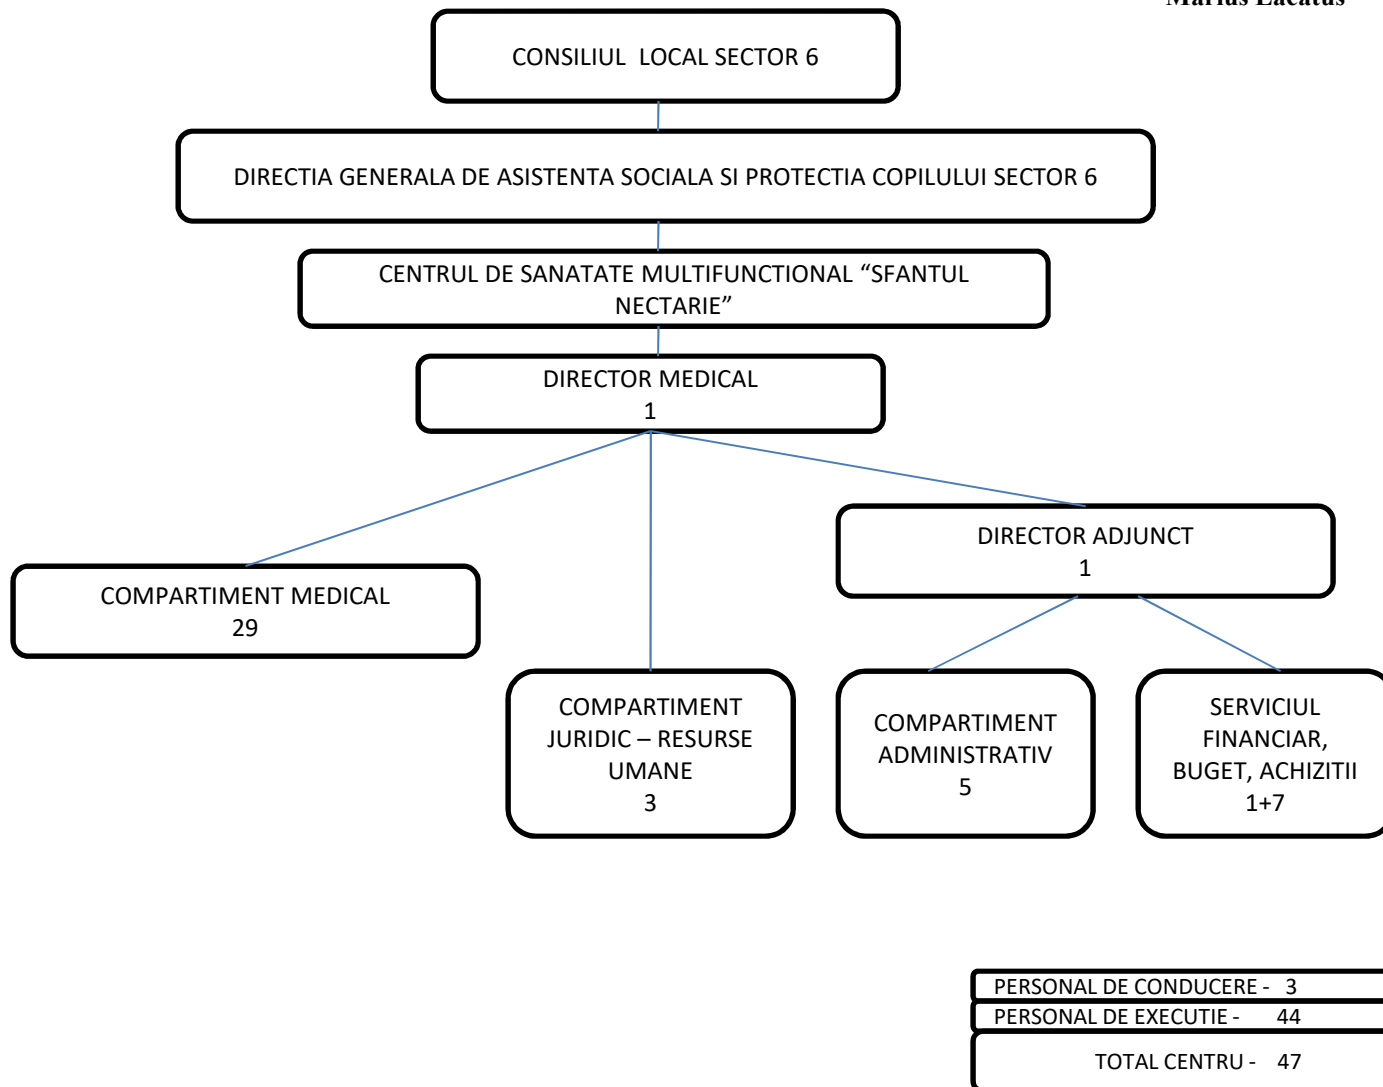 Marius Lacatus
CONSILIUL LOCAL SECTOR 6
DIRECTIA GENERALA DE ASISTENTA SOCIALA SI PROTECTIA COPILULUI SECTOR 6
CENTRUL DE SANATATE MULTIFUNCTIONAL “SFANTUL
NECTARIE”
DIRECTOR MEDICAL
1
DIRECTOR ADJUNCT
1
COMPARTIMENT MEDICAL
29
COMPARTIMENT
JURIDIC – RESURSE
UMANE
3
COMPARTIMENT
ADMINISTRATIV
5
SERVICIUL
FINANCIAR,
BUGET, ACHIZITII
1+7
PERSONAL DE CONDUCERE - 3
PERSONAL DE EXECUTIE - 44
TOTAL CENTRU - 47